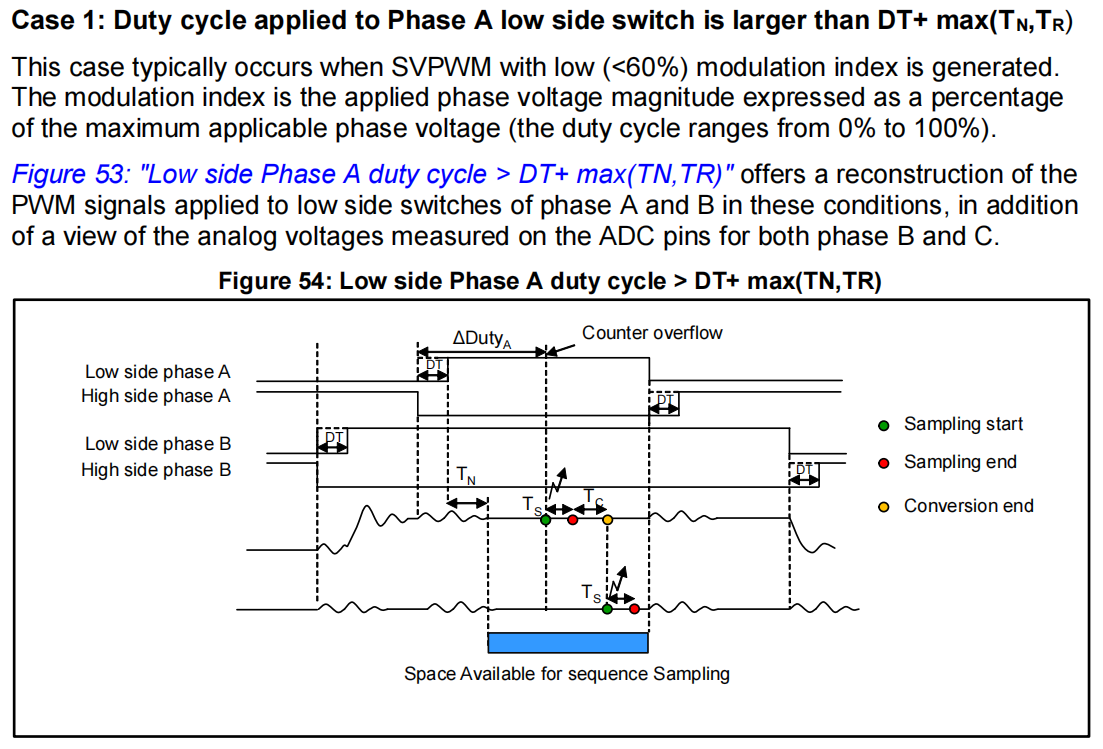 Case 1: Duty cycle applied to Phase A low side switch is larger than DT+ max(TN,TR)
This case typically occurs when SVPWM with low (<60%) modulation index is generated.
The modulation index is the applied phase voltage magnitude expressed as a percentage
of the maximum applicable phase voltage (the duty cycle ranges from 0% to 100%).
Figure 53: "Low side Phase A duty cycle > DT+ max(TN,TR)" offers a reconstruction of the
PWM signals applied to low side switches of phase A and B in these conditions, in addition
of a view of the analog voltages measured on the ADC pins for both phase B and C.
Figure 54: Low side Phase A duty cycle > DT+ max(TN,TR)
ΔDutyA
Counter overflow
Low side phase A
DT
High side phase A
DT
Low side phase B
DT
High side phase B
DT
Sampling start
Sampling end
Conversion end
TN
TS
TC
TS
Space Available for sequence Sampling